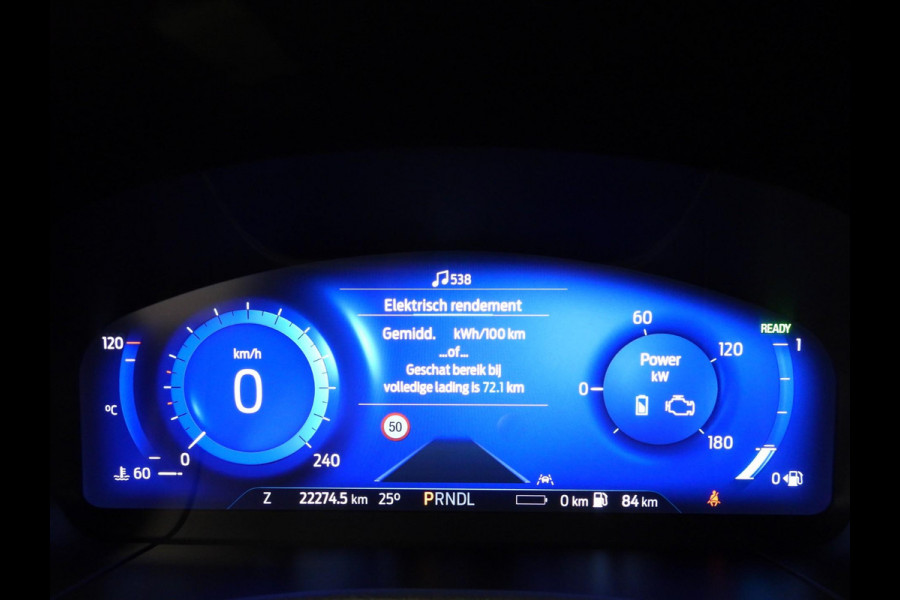 538
Elektrisch rendement
Gemidd. kWh/100 km
...of...
Geschat bereik bij
volledige lading is 72.1 km
50
120
°C
60
km/h
0
0
240
Power
kW
0
60
120
180
READY
1
0
Z 22274.5 km 25° PRNDL 0 km 84 km